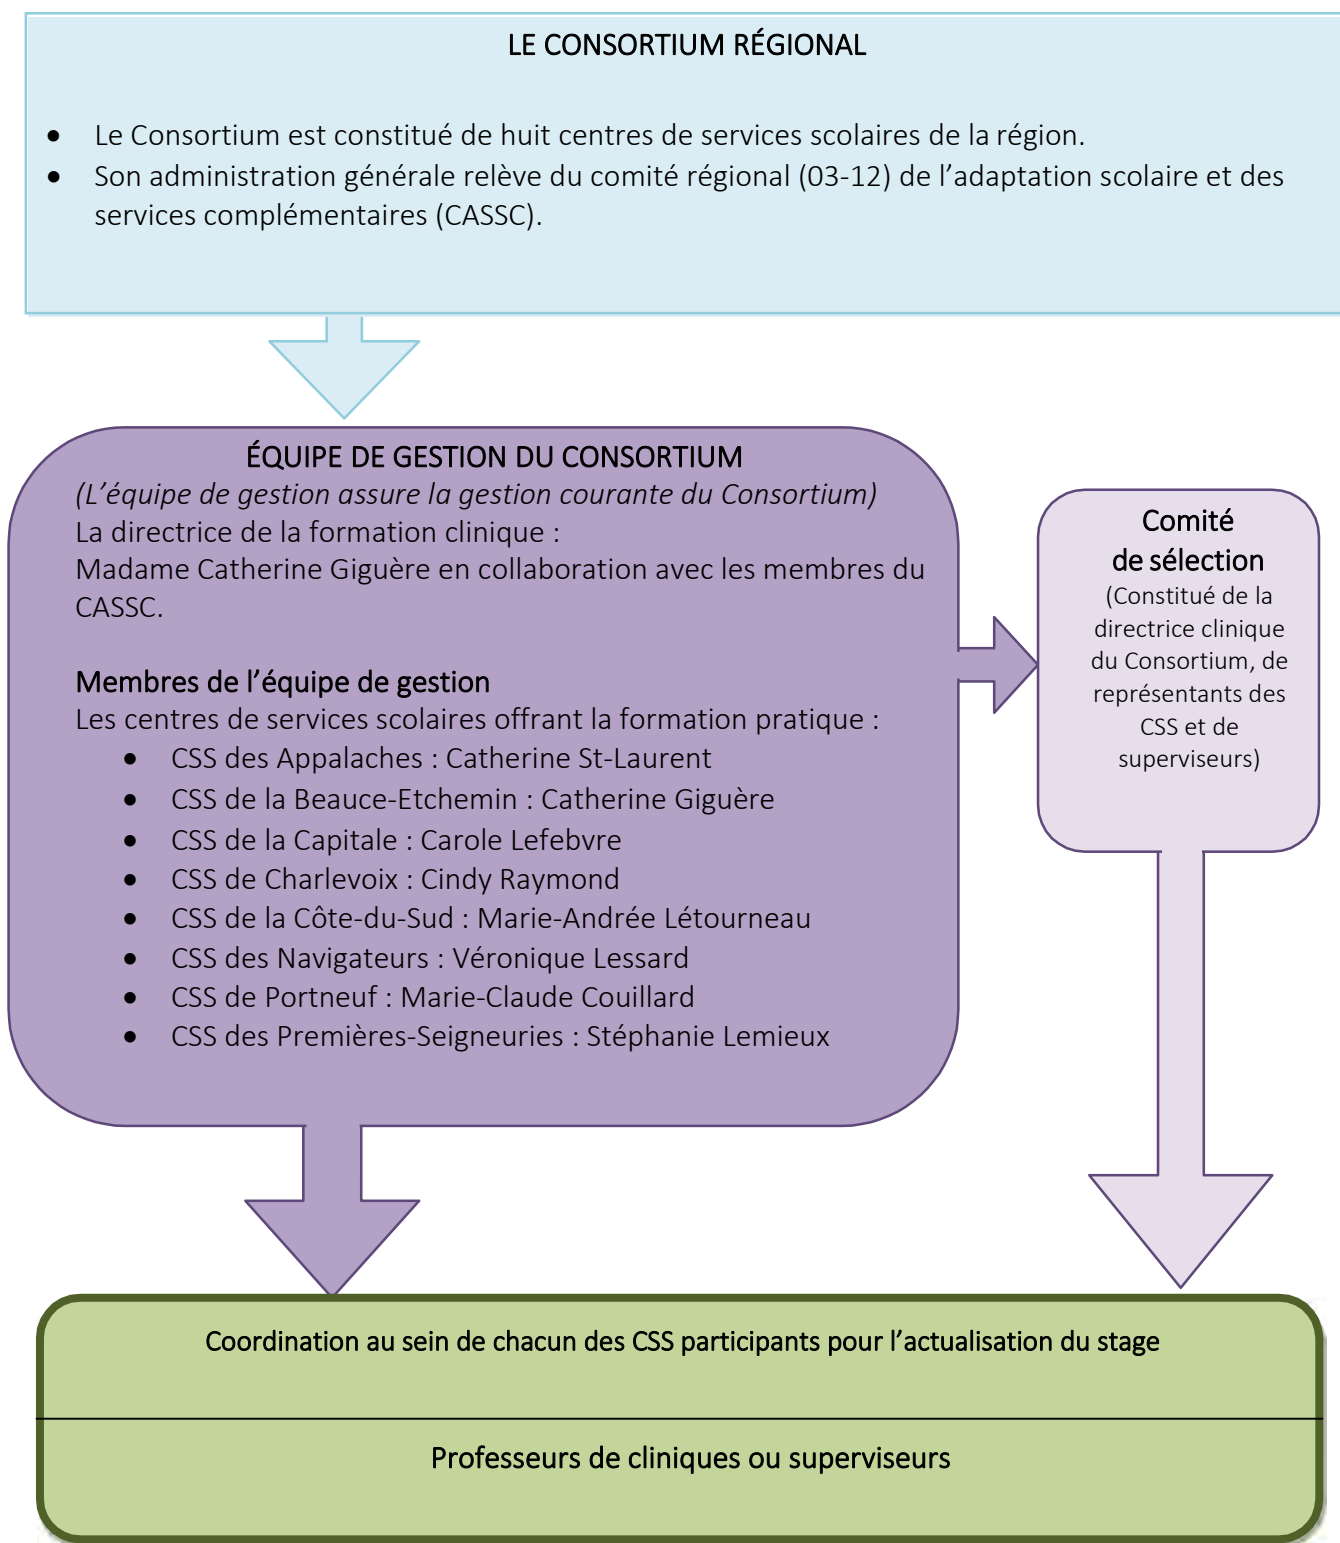 LE CONSORTIUM RÉGIONAL
• Le Consortium est constitué de huit centres de services scolaires de la région.
• Son administration générale relève du comité régional (03-12) de l’adaptation scolaire et des
services complémentaires (CASSC).
ÉQUIPE DE GESTION DU CONSORTIUM
(L’équipe de gestion assure la gestion courante du Consortium)
La directrice de la formation clinique :
Madame Catherine Giguère en collaboration avec les membres du
CASSC.
Membres de l’équipe de gestion
Les centres de services scolaires offrant la formation pratique :
• CSS des Appalaches : Catherine St-Laurent
• CSS de la Beauce-Etchemin : Catherine Giguère
• CSS de la Capitale : Carole Lefebvre
• CSS de Charlevoix : Cindy Raymond
• CSS de la Côte-du-Sud : Marie-Andrée Létourneau
• CSS des Navigateurs : Véronique Lessard
• CSS de Portneuf : Marie-Claude Couillard
• CSS des Premières-Seigneuries : Stéphanie Lemieux
Comité
de sélection
(Constitué de la
directrice clinique
du Consortium, de
représentants des
CSS et de
superviseurs)
Coordination au sein de chacun des CSS participants pour l’actualisation du stage
Professeurs de cliniques ou superviseurs